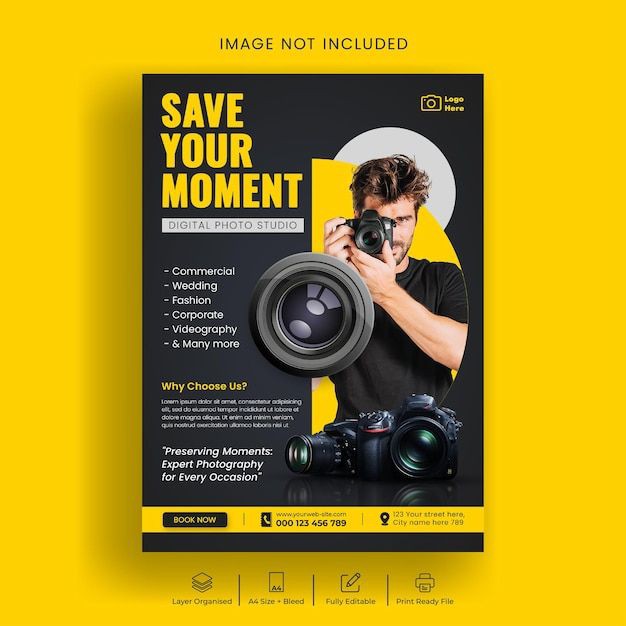 IMAGE NOT INCLUDED
SAVE
YOUR
MOMENT
DIGITAL PHOTO STUDIO
Logo
Here
- Commercial
- Wedding
- Fashion
- Corporate
- Videography
- & Many more
Why Choose Us?
"Preserving Moments:
Expert Photography
for Every Occasion"
BOOK NOW
www.yourweb-site.com
000 123 456 789
123 Your street here,
City name here 789
Layer Organised
A4
A4 Size + Bleed
Fully Editable
Print Ready File